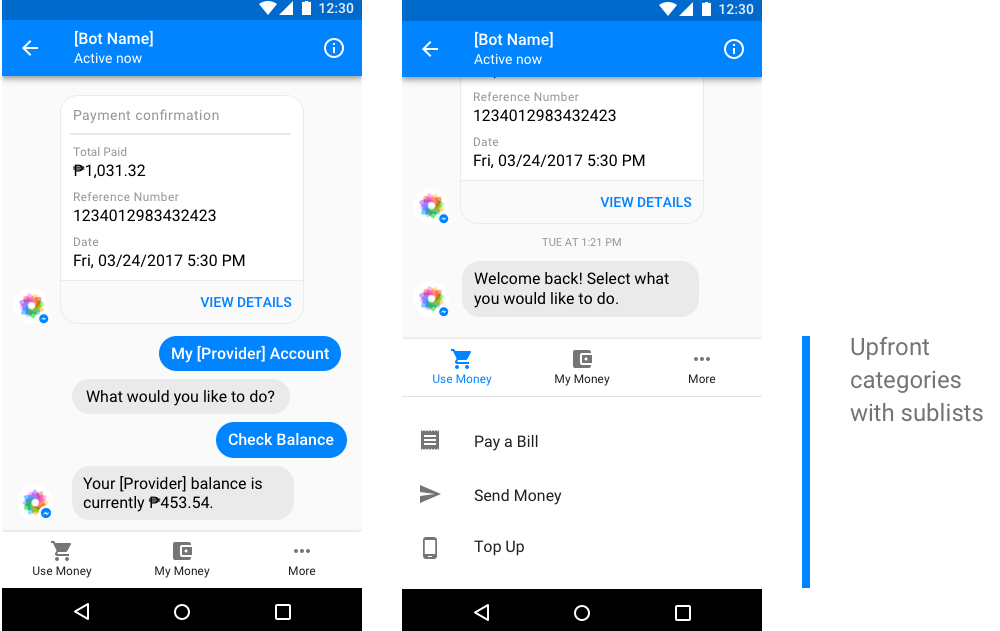 12:30
[Bot Name]
Active now
Payment confirmation
Total Paid
₱1,031.32
Reference Number
1234012983432423
Date
Fri, 03/24/2017 5:30 PM
VIEW DETAILS
My [Provider] Account
What would you like to do?
Check Balance
Your [Provider] balance is
currently ₱453.54.
Use Money
My Money
More
12:30
[Bot Name]
Active now
Reference Number
1234012983432423
Date
Fri, 03/24/2017 5:30 PM
VIEW DETAILS
TUE AT 1:21 PM
Welcome back! Select what
you would like to do.
Use Money
My Money
More
Pay a Bill
Send Money
Top Up
Upfront
categories
with sublists